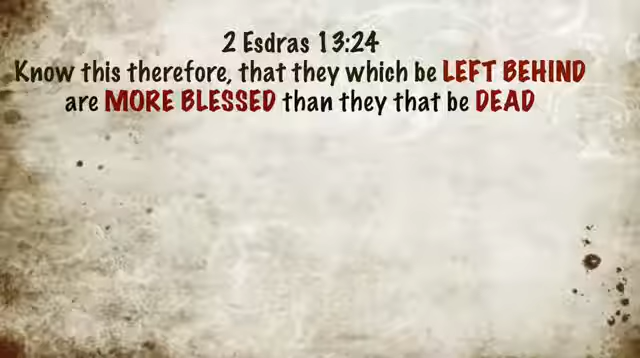 2 Esdras 13:24
Know this therefore, that they which be LEFT BEHIND
are MORE BLESSED than they that be DEAD